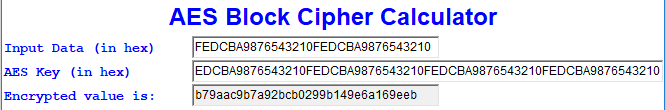 AES Block Cipher Calculator
Input Data (in hex) FEDCBA9876543210FEDCBA9876543210
AES Key (in hex) EDCBA9876543210FEDCBA9876543210FEDCBA9876543210FEDCBA9876543210
Encrypted value is: b79aac9b7a92bcb0299b149e6a169eeb